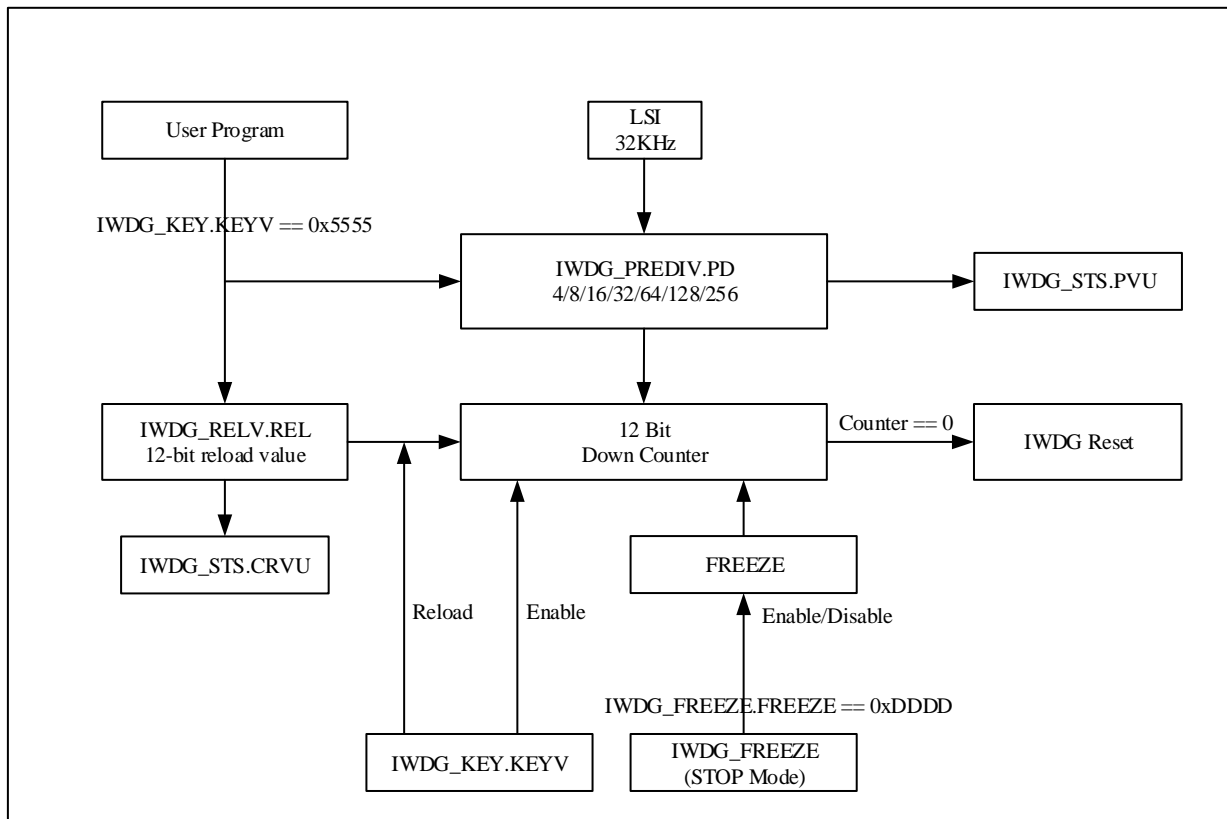 User Program
LSI
32KHz
IWDG_KEY.KEYV == 0x5555
IWDG_PREDIV.PD
4/8/16/32/64/128/256
IWDG_STS.PVU
IWDG_RELV.REL
12-bit reload value
12 Bit
Down Counter
Counter == 0
IWDG Reset
IWDG_STS.CRVU
FREEZE
Reload
Enable
Enable/Disable
IWDG_FREEZE.FREEZE == 0xDDDD
IWDG_KEY.KEYV
IWDG_FREEZE
(STOP Mode)